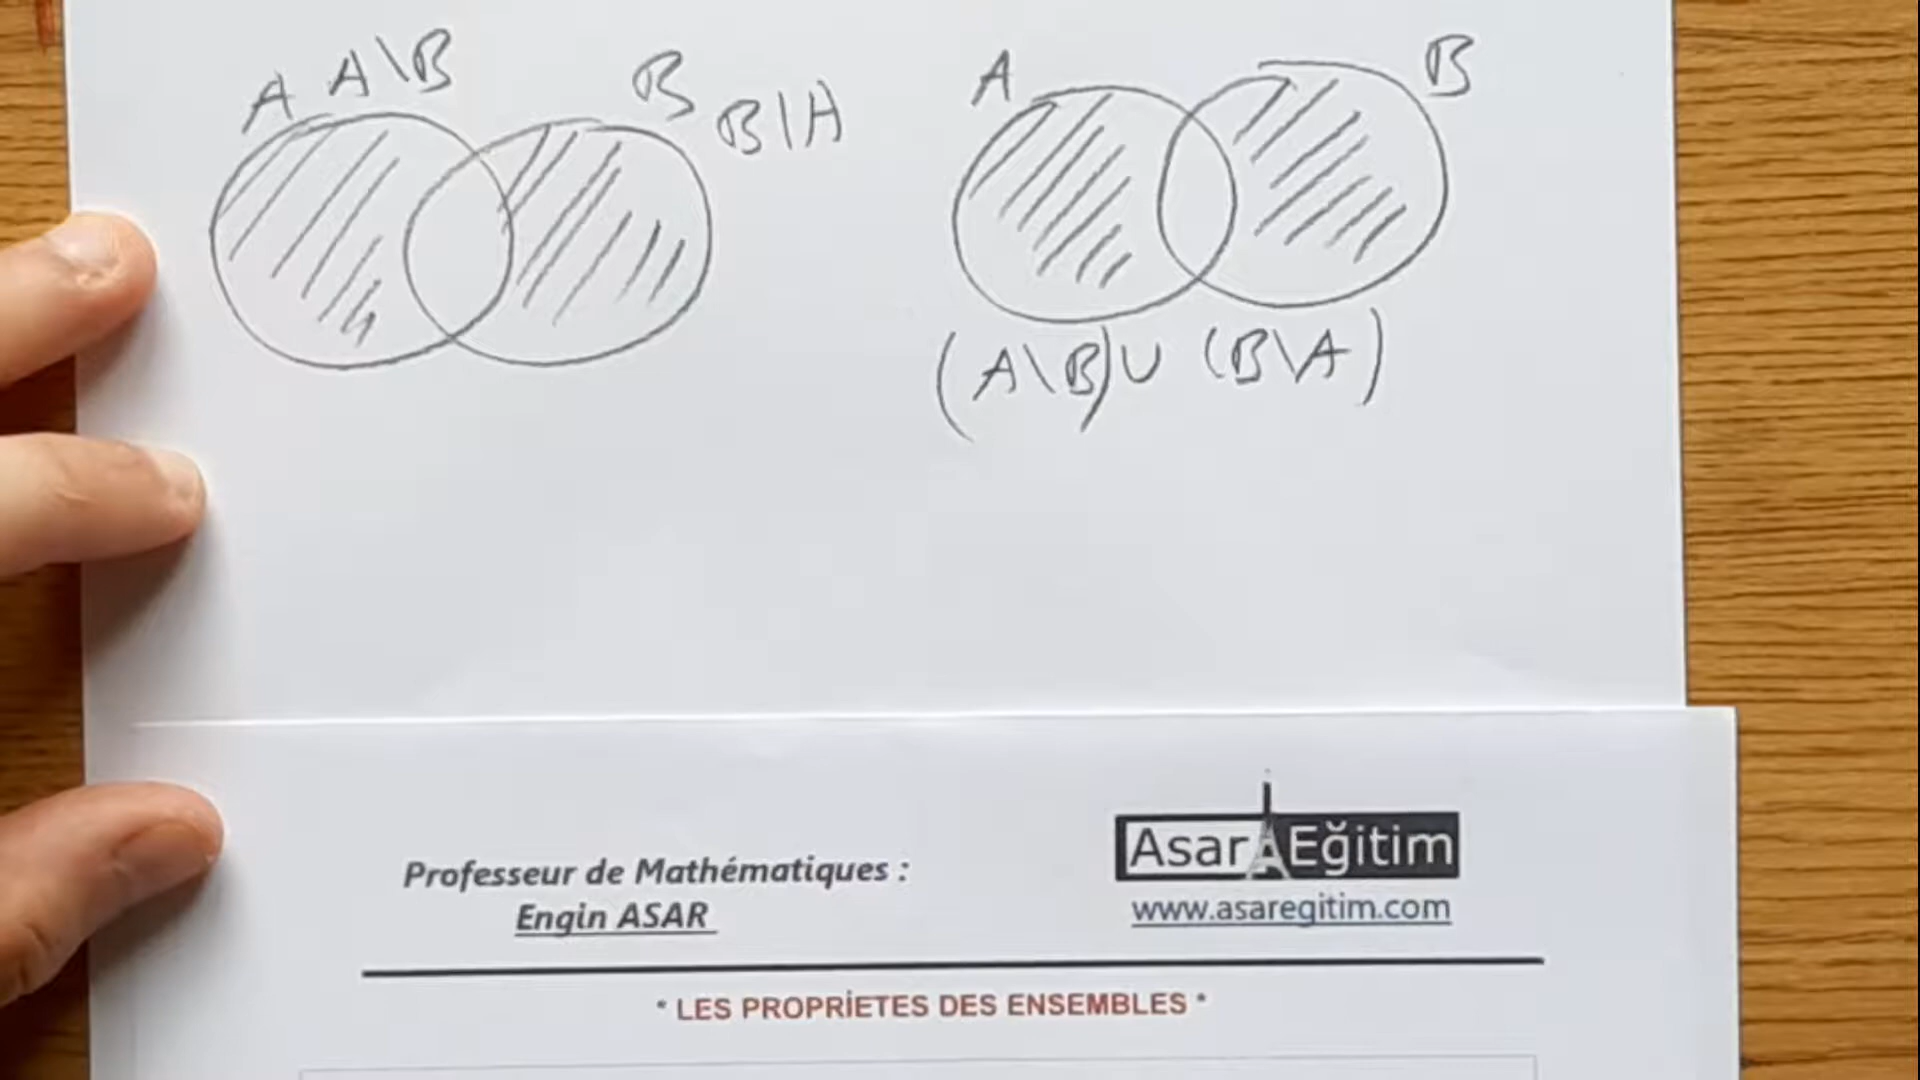 A A\B B B\A
A B
(A\B)∪(B\A)
Professeur de Mathématiques :
Engin ASAR
Asar Eğitim
www.asaregitim.com
* LES PROPRİETES DES ENSEMBLES *